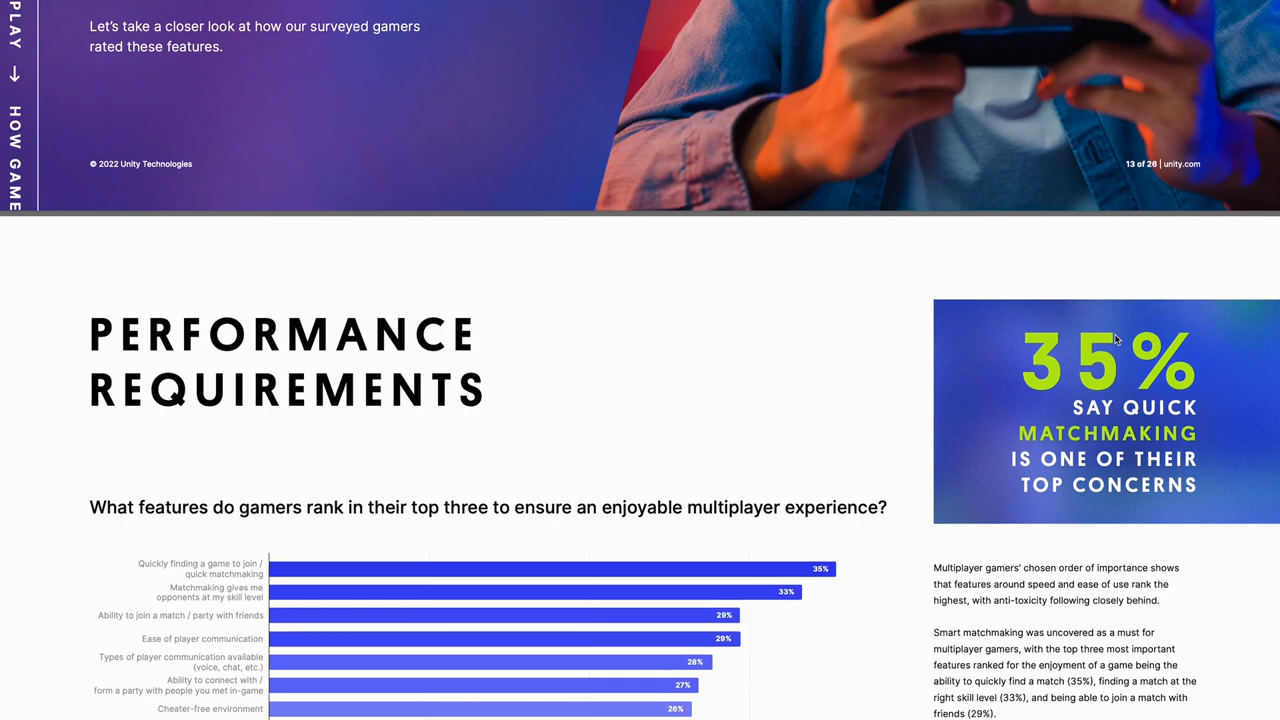 PLAY → HOW GAME
Let’s take a closer look at how our surveyed gamers
rated these features.
© 2022 Unity Technologies
13 of 26 | unity.com
PERFORMANCE
REQUIREMENTS
35%
SAY QUICK
MATCHMAKING
IS ONE OF THEIR
TOP CONCERNS
What features do gamers rank in their top three to ensure an enjoyable multiplayer experience?
Quickly finding a game to join /
quick matchmaking
35%
Matchmaking gives me
opponents at my skill level
33%
Ability to join a match / party with friends
29%
Ease of player communication
29%
Types of player communication available
(voice, chat, etc.)
28%
Ability to connect with /
form a party with people you met in-game
27%
Cheater-free environment
26%
Multiplayer gamers’ chosen order of importance shows
that features around speed and ease of use rank the
highest, with anti-toxicity following closely behind.
Smart matchmaking was uncovered as a must for
multiplayer gamers, with the top three most important
features ranked for the enjoyment of a game being the
ability to quickly find a match (35%), finding a match at the
right skill level (33%), and being able to join a match with
friends (29%).